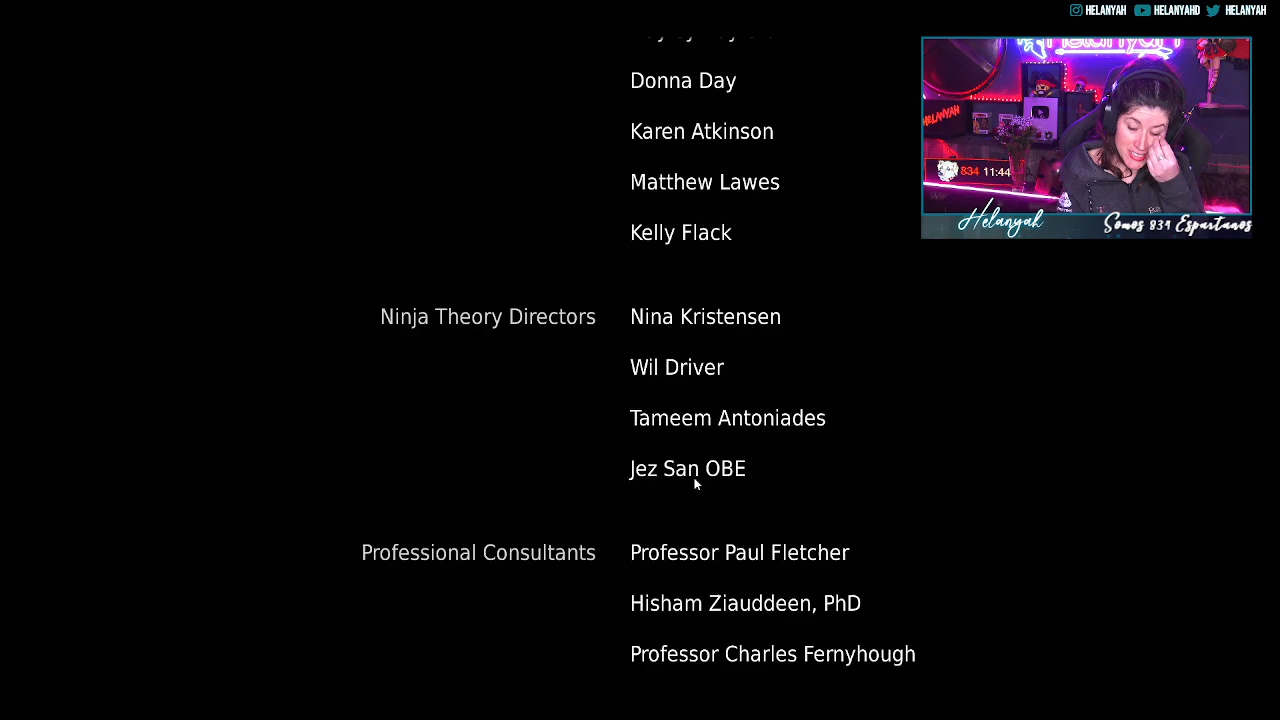 HELANYAH HELANYAHD HELANYAH
Donna Day
Karen Atkinson
Matthew Lawes
Kelly Flack
Ninja Theory Directors Nina Kristensen
Wil Driver
Tameem Antoniades
Jez San OBE
Professional Consultants Professor Paul Fletcher
Hisham Ziauddeen, PhD
Professor Charles Fernyhough
Helanyah
HELANYAH
834 11:44
Helanyah Somos 834 Espartanos